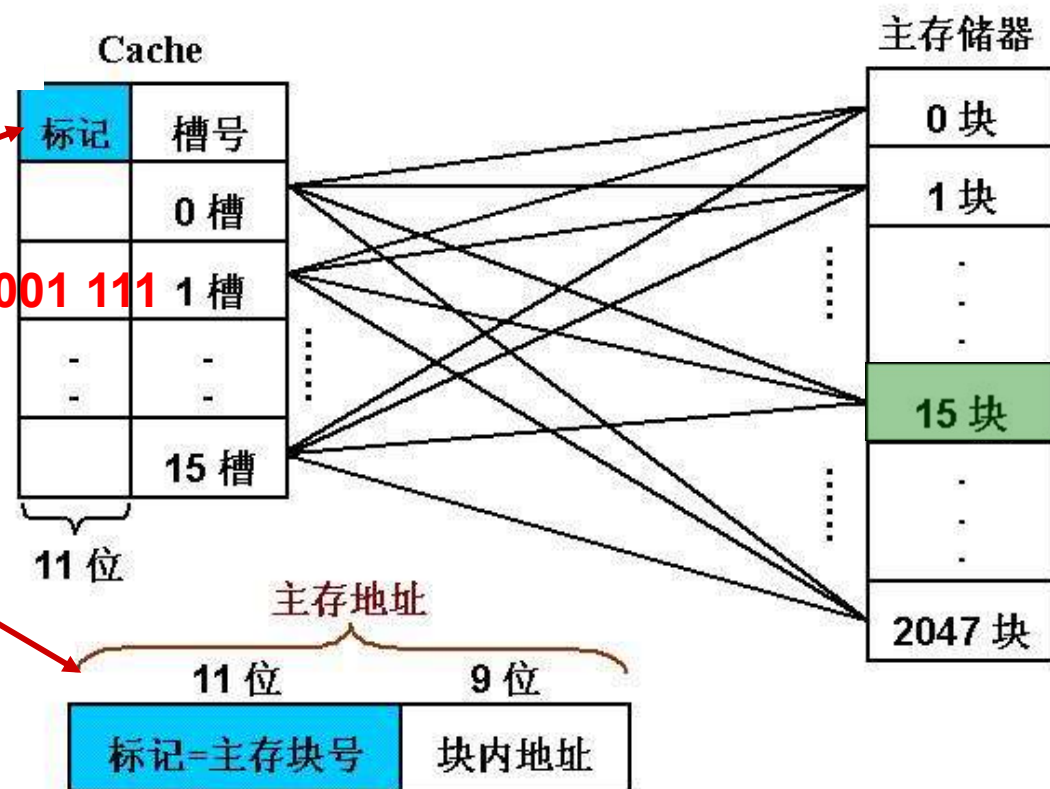 Cache
主存储器
标记 槽号
0 槽
001 111 1 槽
15 槽
11 位
0 块
1 块
15 块
2047 块
主存地址
11 位 9 位
标记=主存块号 块内地址